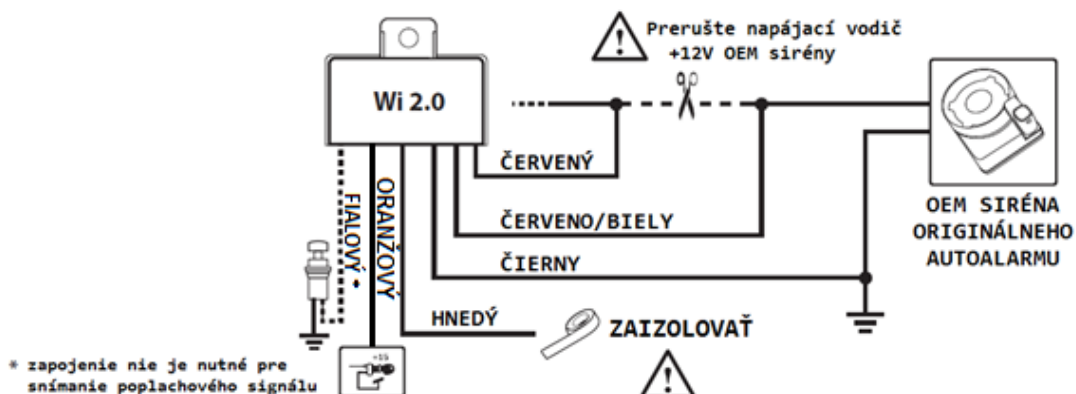 Prerušte napájací vodič
+12V OEM sirény
Wi 2.0
ČERVENÝ
ČERVENO/BIELY
ČIERNY
HNEDÝ
ZAIZOLOVAŤ
FIALOVÝ *
ORANŽOVÝ
OEM SIRÉNA
ORIGINÁLNEHO
AUTOALARMU
+15
* zapojenie nie je nutné pre
snímanie poplachového signálu